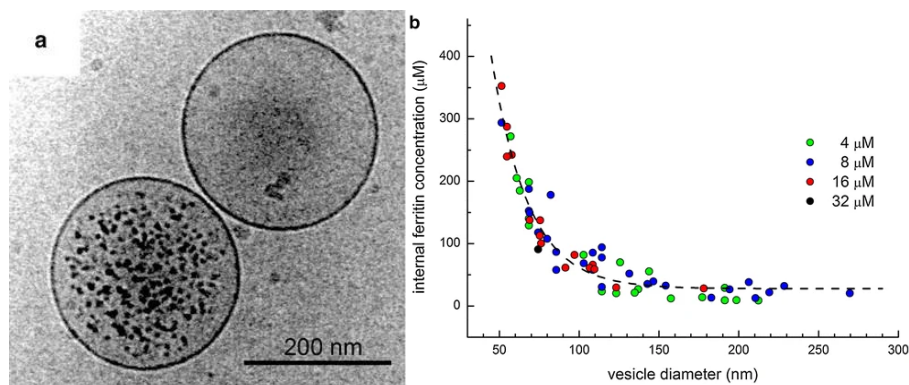 a
200 nm
b
internal ferritin concentration (µM)
400
300
200
100
0
50
100
150
200
250
300
vesicle diameter (nm)
4 µM
8 µM
16 µM
32 µM